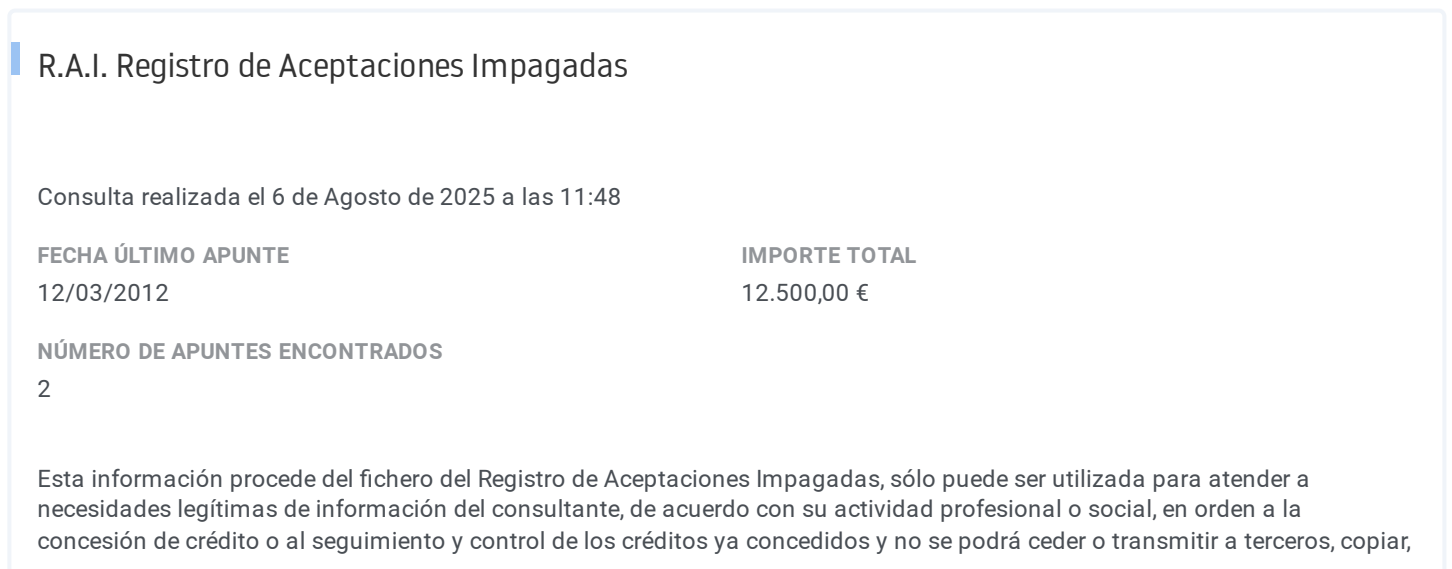 R.A.I. Registro de Aceptaciones Impagadas
Consulta realizada el 6 de Agosto de 2025 a las 11:48
FECHA ÚLTIMO APUNTE
IMPORTE TOTAL
12/03/2012
12.500,00 €
NÚMERO DE APUNTES ENCONTRADOS
2
Esta información procede del fichero del Registro de Aceptaciones Impagadas, sólo puede ser utilizada para atender a
necesidades legítimas de información del consultante, de acuerdo con su actividad profesional o social, en orden a la
concesión de crédito o al seguimiento y control de los créditos ya concedidos y no se podrá ceder o transmitir a terceros, copiar,